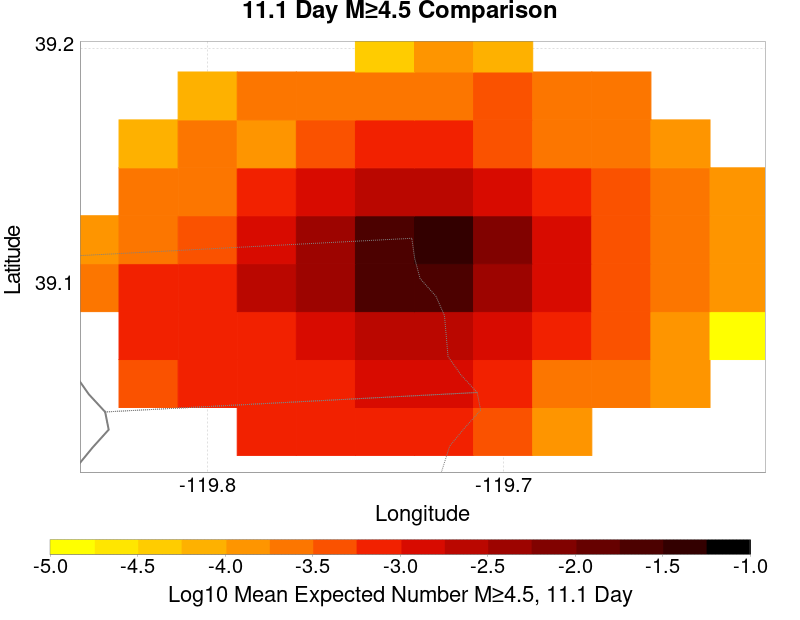 11.1 Day M≥4.5 Comparison
39.2
39.1
Latitude
-119.8 -119.7
Longitude
-5.0 -4.5 -4.0 -3.5 -3.0 -2.5 -2.0 -1.5 -1.0
Log10 Mean Expected Number M≥4.5, 11.1 Day